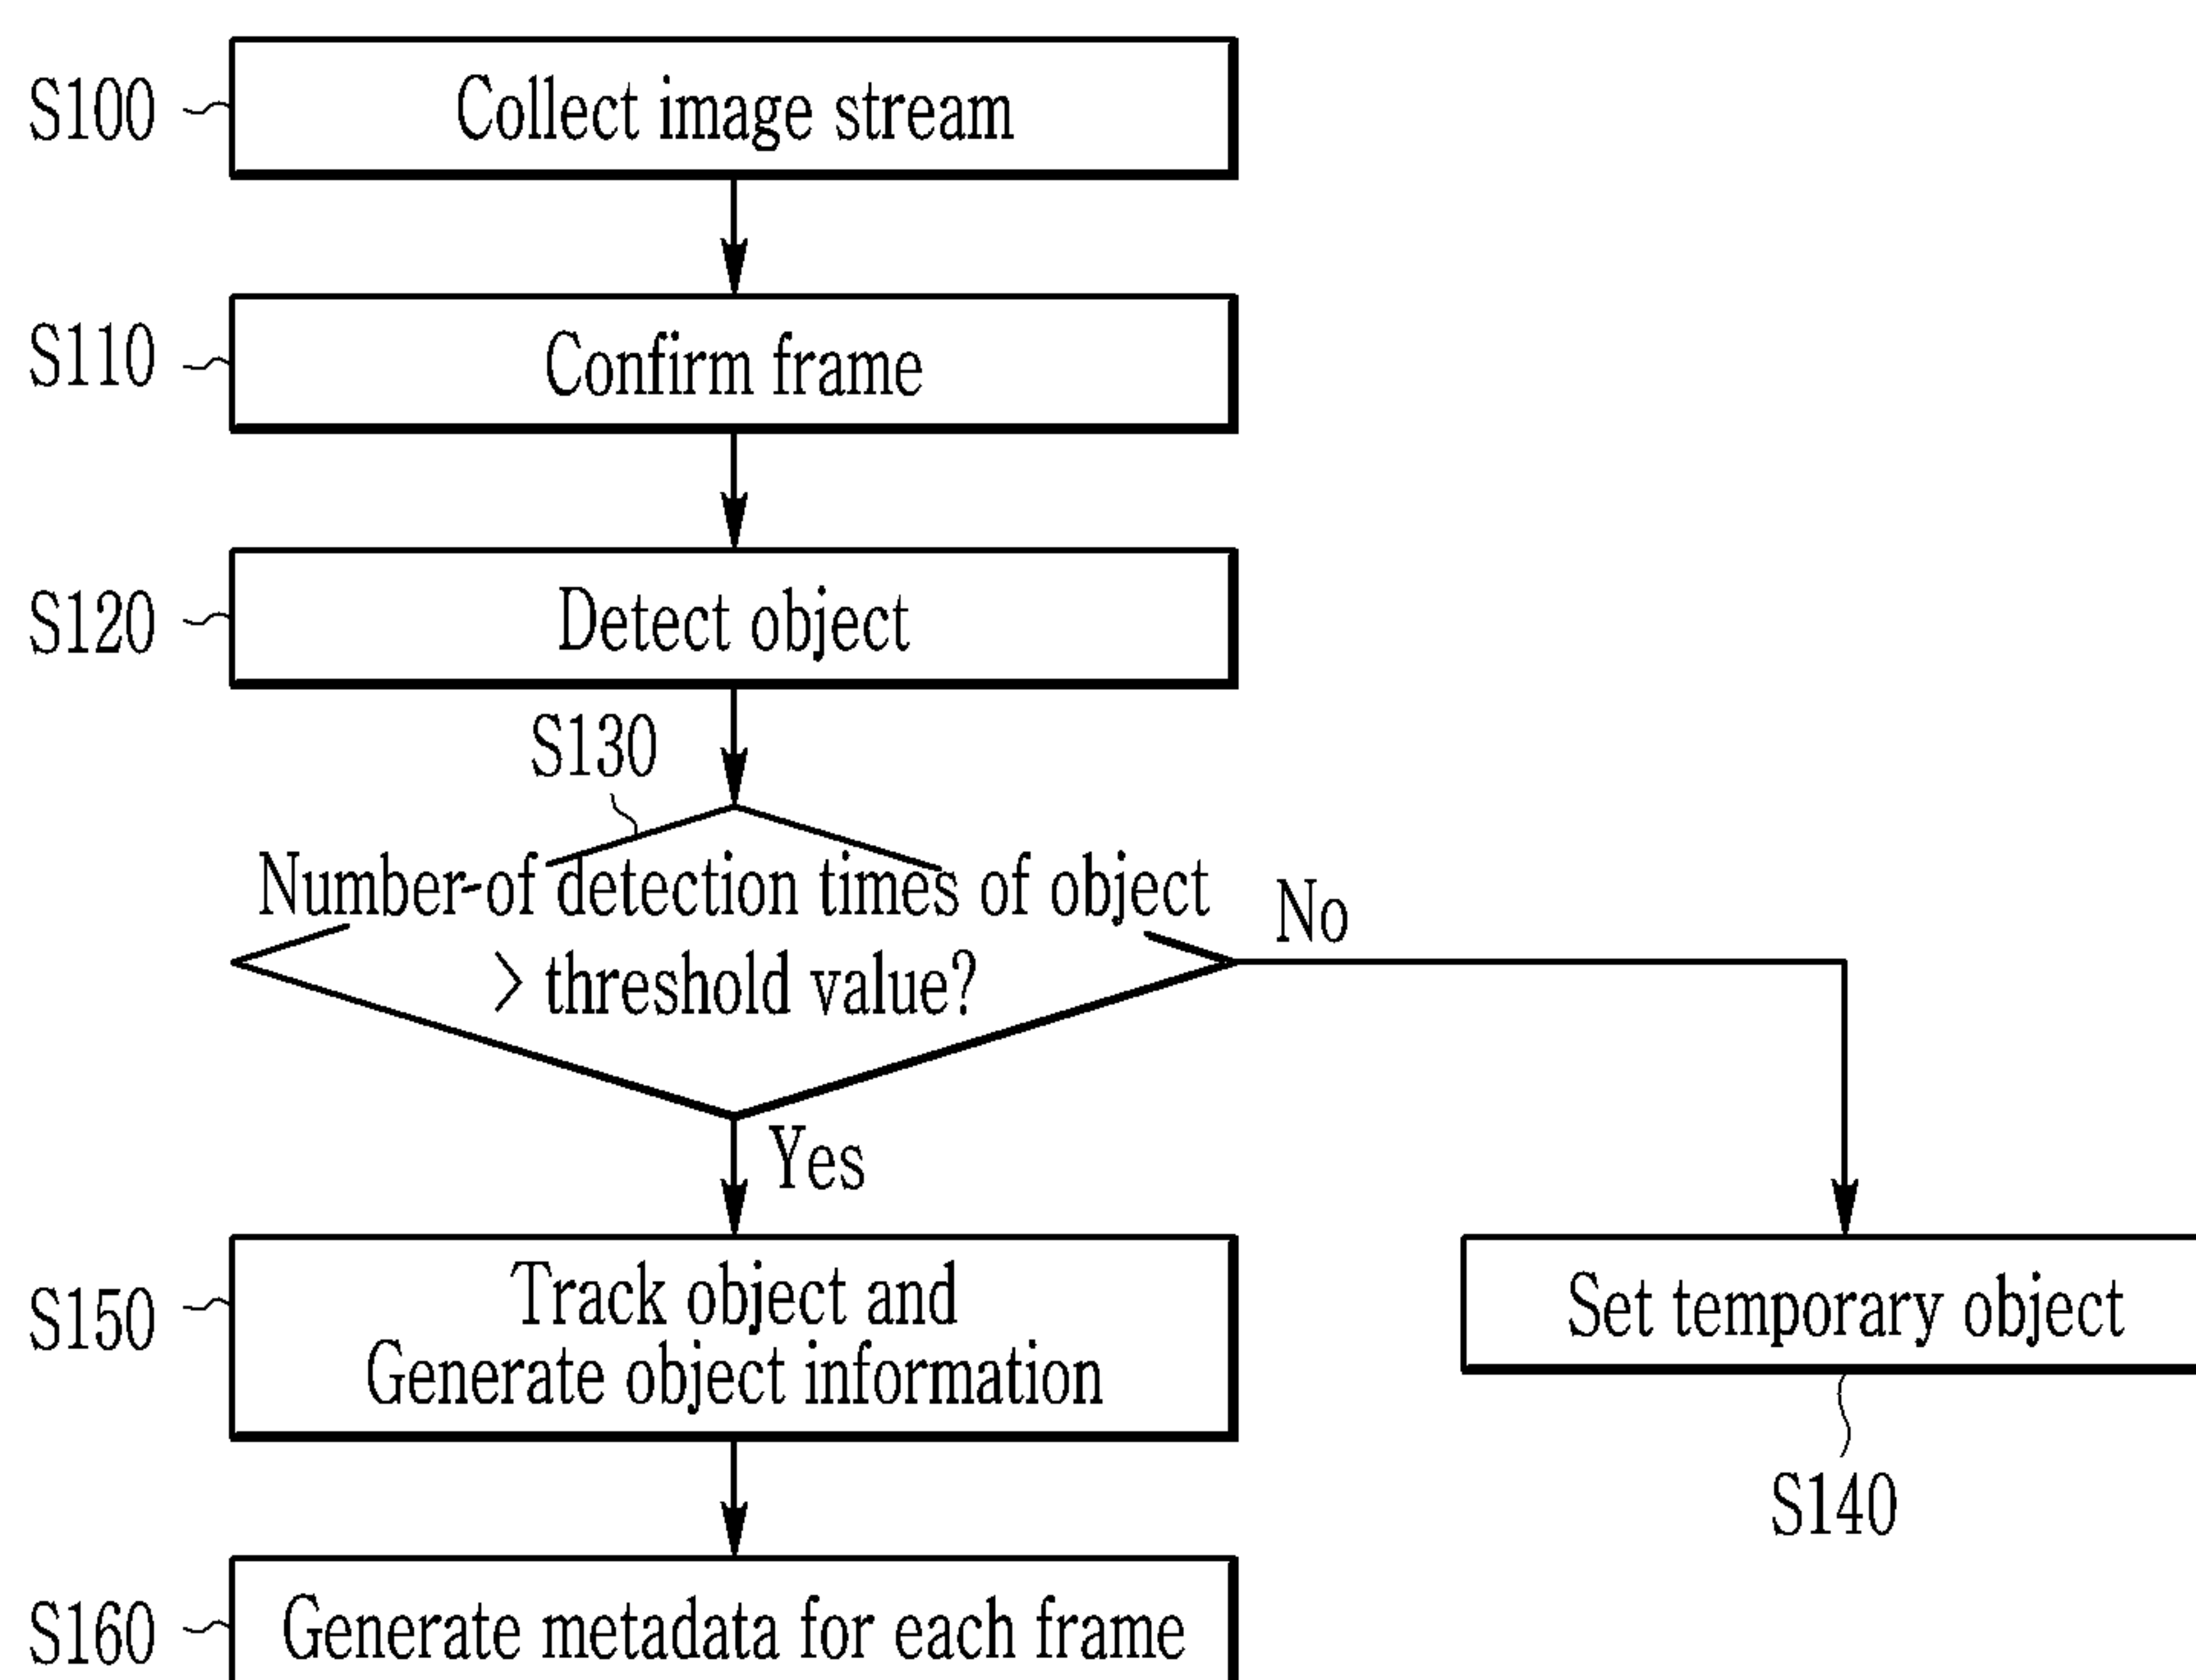 S100
Collect image stream
S110
Confirm frame
S120
Detect object
S130
Number of detection times of object
> threshold value?
No
Yes
S150
Track object and
Generate object information
Set temporary object
S140
S160
Generate metadata for each frame